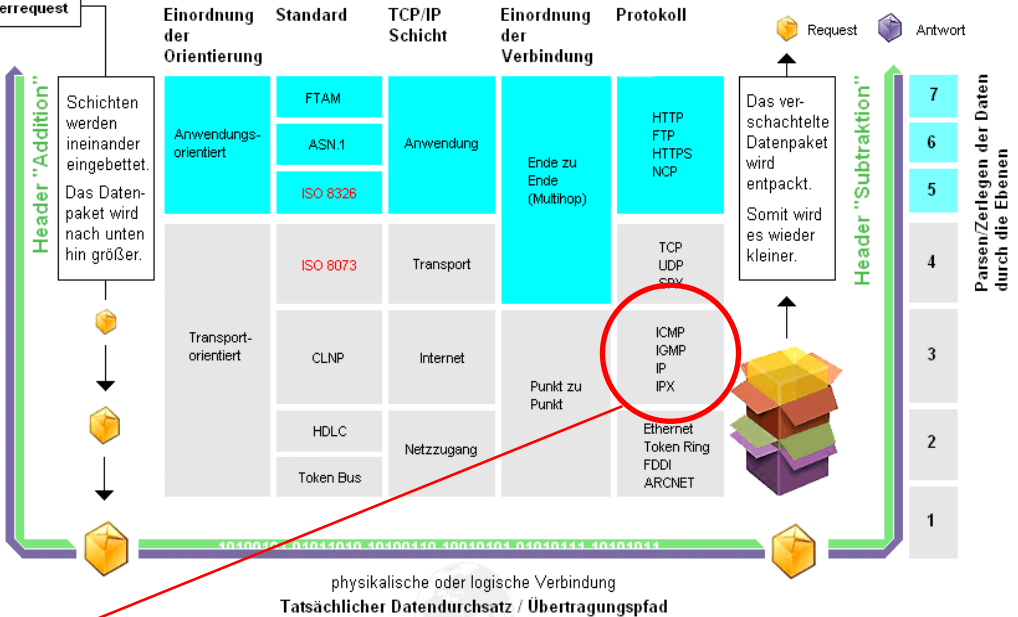 errequest
Einordnung
der
Orientierung
Standard
TCP/IP
Schicht
Einordnung
der
Verbindung
Protokoll
Request
Antwort
Header "Addition"
Schichten
werden
ineinander
eingebettet.
Das Daten-
paket wird
nach unten
hin größer.
Anwendungs-
orientiert
FTAM
ASN.1
ISO 8326
Anwendung
Ende zu
Ende
(Multihop)
HTTP
FTP
HTTPS
NCP
Das ver-
schachtelte
Datenpaket
wird
entpackt.
Somit wird
es wieder
kleiner.
Header "Subtraktion"
7
6
5
4
3
2
1
Parsen/Zerlegen der Daten
durch die Ebenen
Transport-
orientiert
ISO 8073
Transport
TCP
UDP
SPX
CLNP
Internet
Punkt zu
Punkt
ICMP
IGMP
IP
IPX
HDLC
Token Bus
Netzzugang
Ethernet
Token Ring
FDDI
ARCNET
01011010 10100110 10010101 01010111 10101011
physikalische oder logische Verbindung
Tatsächlicher Datendurchsatz / Übertragungspfad